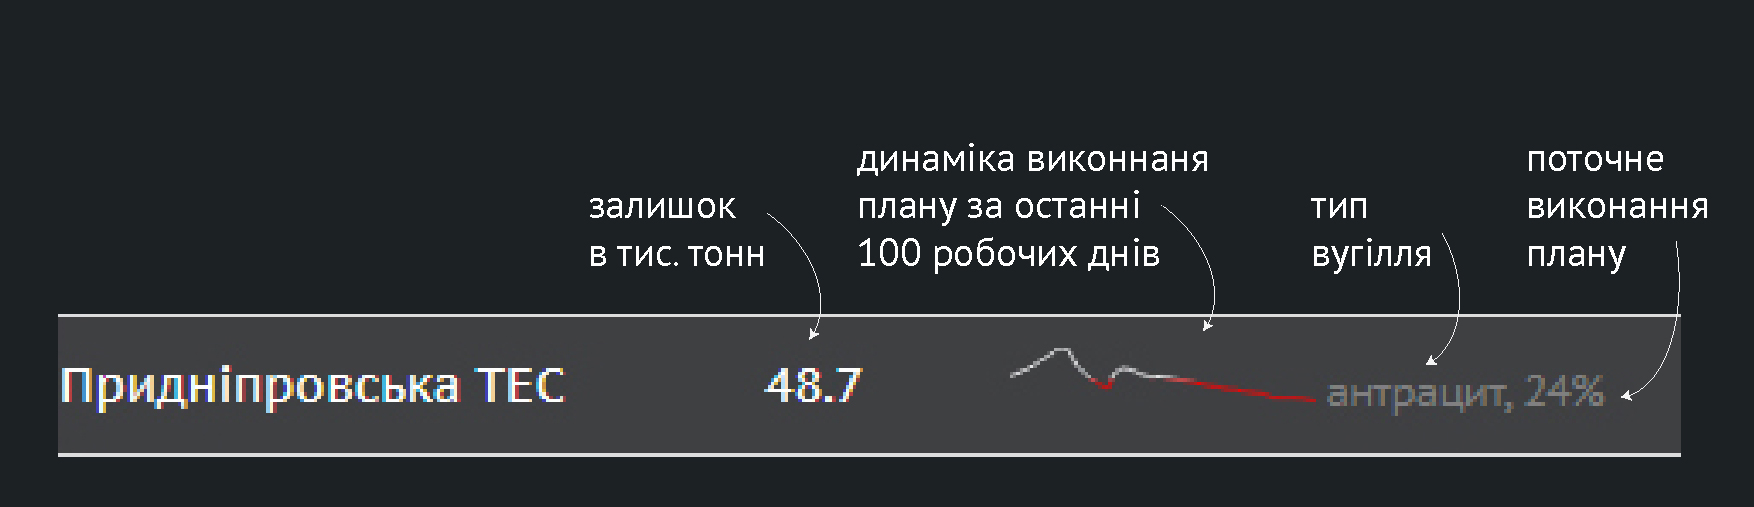 залишок
в тис. тонн
динаміка виконнаня
плану за останні
100 робочих днів
тип
вугілля
поточне
виконання
плану
Придніпровська ТЕС 48.7 антрацит, 24%